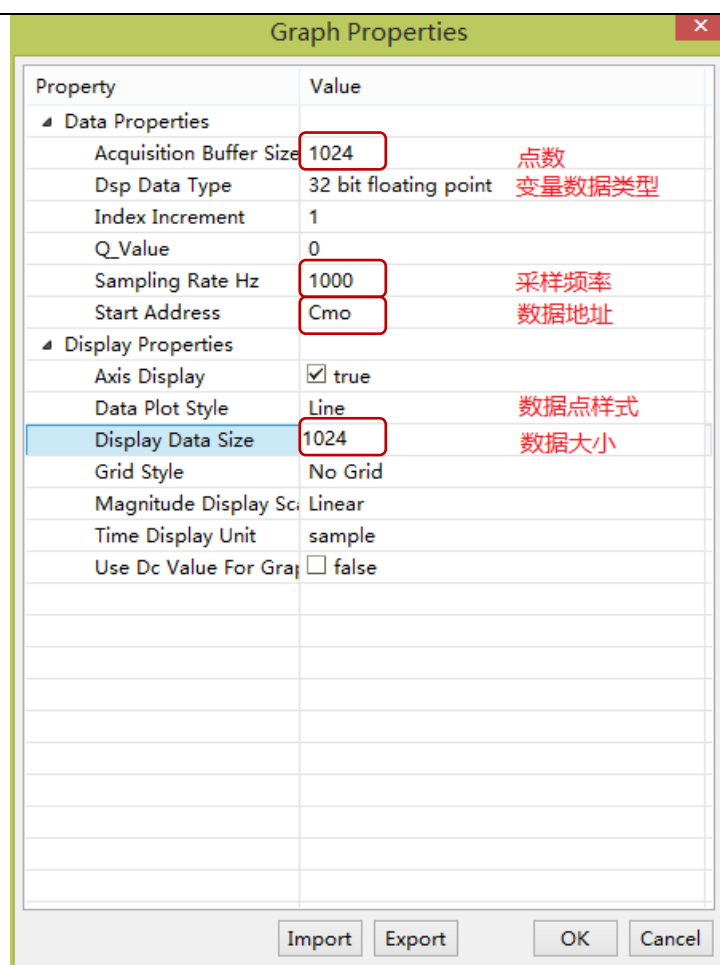 Graph Properties
Property Value
Data Properties
Acquisition Buffer Size 1024 点数
Dsp Data Type 32 bit floating point 变量数据类型
Index Increment 1
Q_Value 0
Sampling Rate Hz 1000 采样频率
Start Address Cmo 数据地址
Display Properties
Axis Display true
Data Plot Style Line 数据点样式
Display Data Size 1024 数据大小
Grid Style No Grid
Magnitude Display Sca Linear
Time Display Unit sample
Use Dc Value For Grap false
Import Export OK Cancel